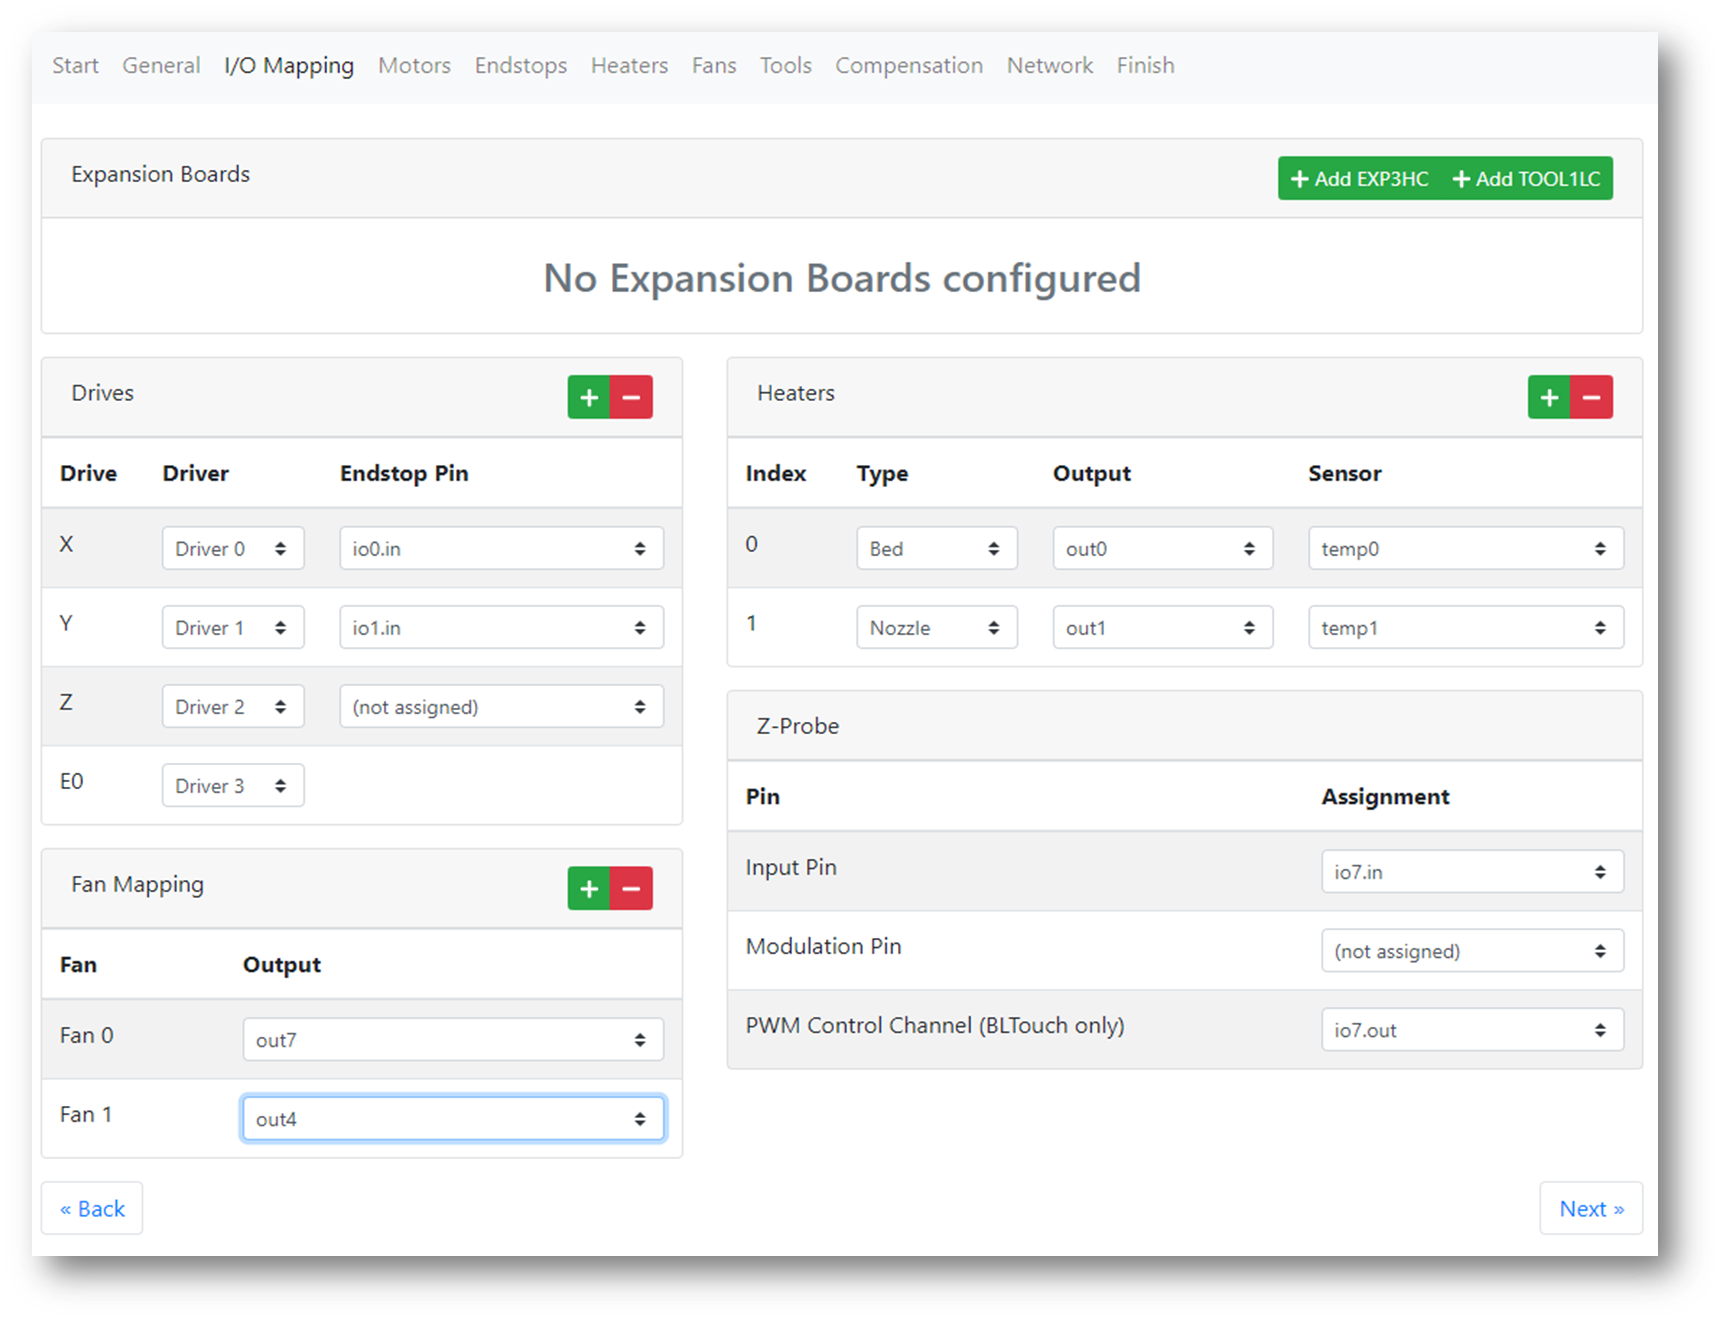 Start General I/O Mapping Motors Endstops Heaters Fans Tools Compensation Network Finish
Expansion Boards
+ Add EXP3HC + Add TOOL1LC
No Expansion Boards configured
Drives
+ −
Drive Driver Endstop Pin
X Driver 0 io0.in
Y Driver 1 io1.in
Z Driver 2 (not assigned)
E0 Driver 3
Fan Mapping
+ −
Fan Output
Fan 0 out7
Fan 1 out4
Heaters
+ −
Index Type Output Sensor
0 Bed out0 temp0
1 Nozzle out1 temp1
Z-Probe
Pin Assignment
Input Pin io7.in
Modulation Pin (not assigned)
PWM Control Channel (BLTouch only) io7.out
« Back
Next »